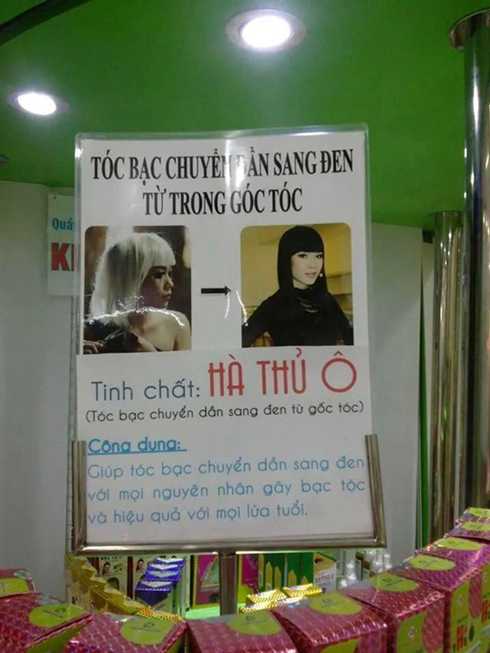 TÓC BẠC CHUYỂN DẦN SANG ĐEN
TỪ TRONG GÓC TÓC
Quầ
Tinh chất: HÀ THỦ Ô
(Tóc bạc chuyển dần sang đen từ gốc tóc)
Công dụng:
Giúp tóc bạc chuyển dần sang đen
với mọi nguyên nhân gây bạc tộc
và hiệu quả với mọi lứa tuổi.